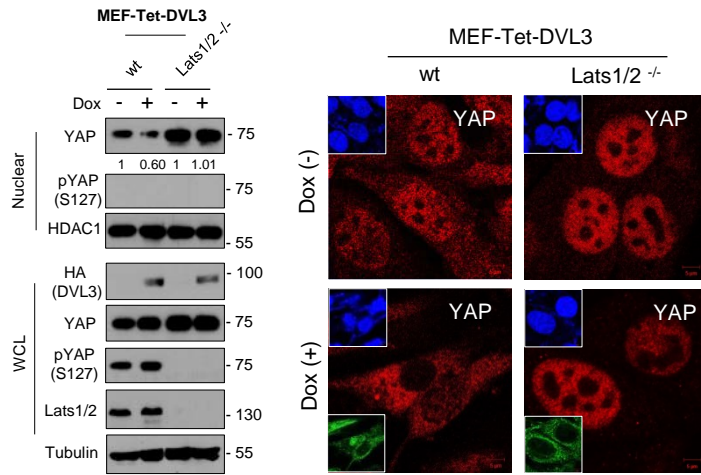 MEF-Tet-DVL3
wt
Lats1/2 -/-
Dox - + - +
Nuclear
YAP - 75
1 0.60 1 1.01
pYAP
(S127)
75
HDAC1
- 55
WCL
HA
(DVL3)
- 100
YAP - 75
pYAP
(S127)
- 75
Lats1/2 - 130
Tubulin - 55
MEF-Tet-DVL3
wt
Lats1/2 -/-
Dox (-)
YAP
YAP
5 µm
Dox (+)
YAP
YAP